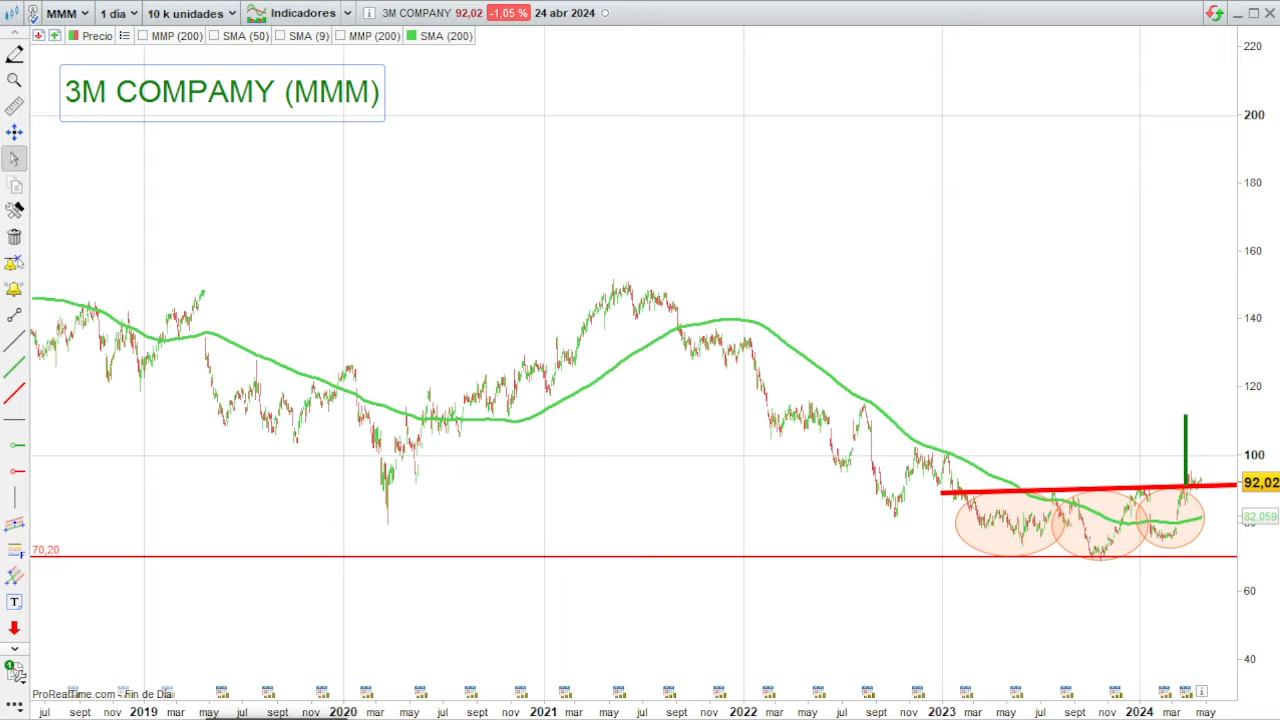 MMM 1 día 10 k unidades Indicadores 3M COMPANY 92,02 -1,05 % 24 abr 2024
Precio MMP (200) SMA (50) SMA (9) MMP (200) SMA (200)
3M COMPAMY (MMM)
220
200
180
160
140
120
100
92,02
82,059
60
40
70,20
ProRealTime.com - Fin de Día
jul sept nov 2019 mar may jul sept nov 2020 mar may jul sept nov 2021 mar may jul sept nov 2022 mar may jul sept nov 2023 mar may jul sept nov 2024 mar may